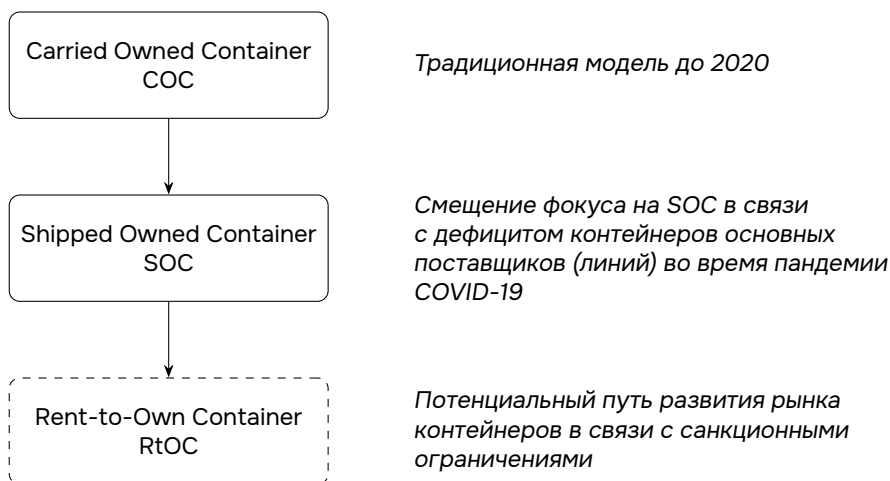 Carried Owned Container
COC
Традиционная модель до 2020
Shipped Owned Container
SOC
Смещение фокуса на SOC в связи
с дефицитом контейнеров основных
поставщиков (линий) во время пандемии
COVID-19
Rent-to-Own Container
RtOC
Потенциальный путь развития рынка
контейнеров в связи с санкционными
ограничениями